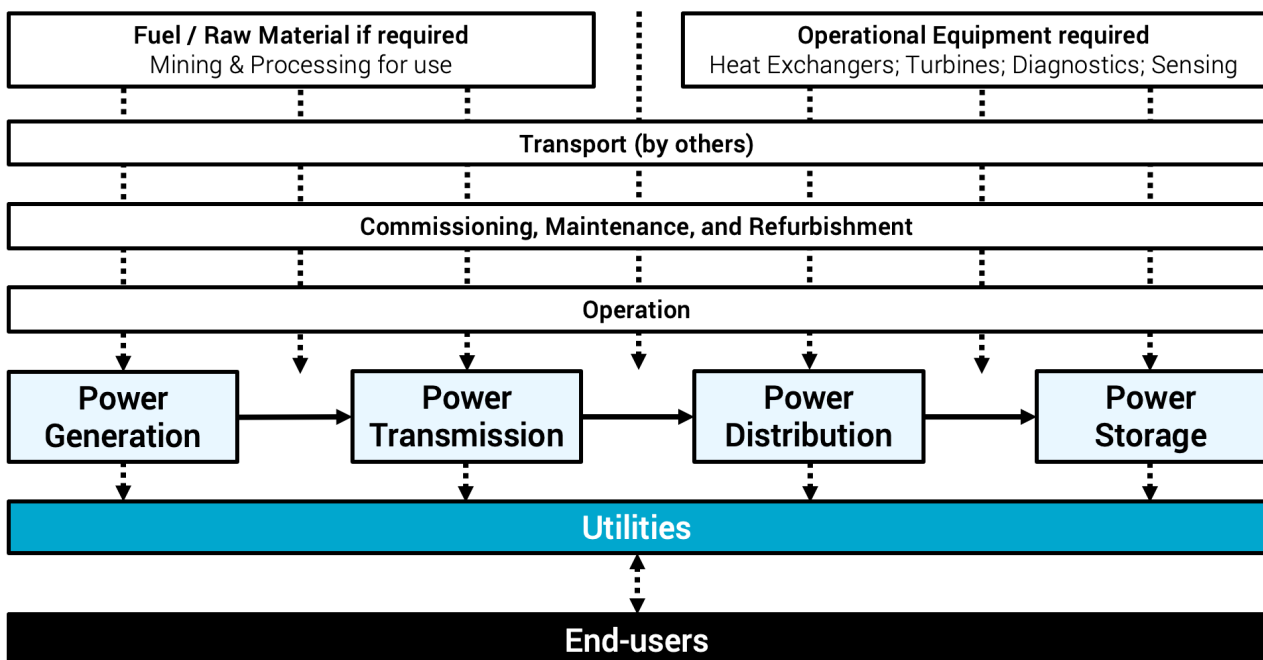 Fuel / Raw Material if required
Mining & Processing for use
Operational Equipment required
Heat Exchangers; Turbines; Diagnostics; Sensing
Transport (by others)
Commissioning, Maintenance, and Refurbishment
Operation
Power
Generation
Power
Transmission
Power
Distribution
Power
Storage
Utilities
End-users